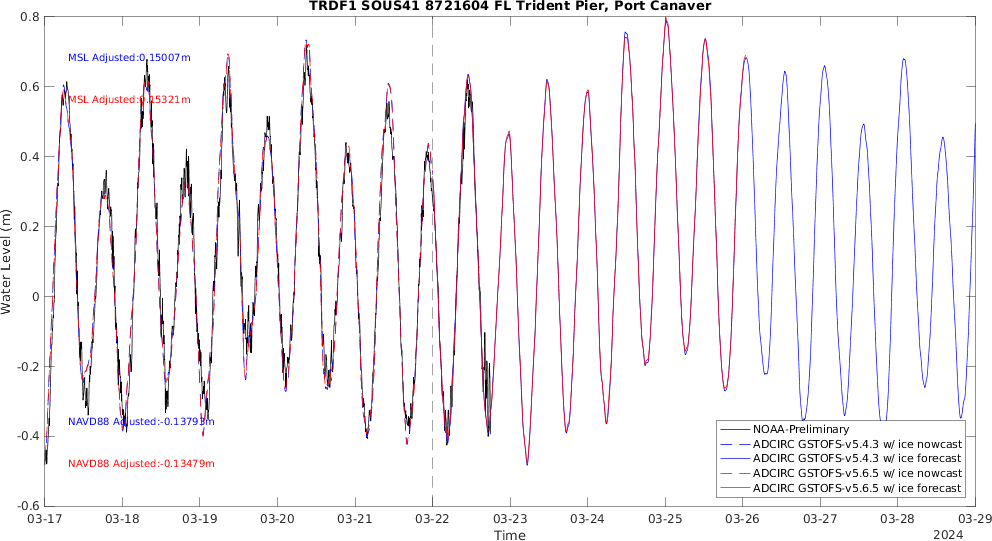 TRDF1 SOUS41 8721604 FL Trident Pier, Port Canaver
0.8
0.6
0.4
0.2
0
-0.2
-0.4
-0.6
Water Level (m)
MSL Adjusted:0.15007m
MSL Adjusted:0.15321m
NAVD88 Adjusted:-0.13793m
NAVD88 Adjusted:-0.13479m
NOAA-Preliminary
ADCIRC GSTOFS-v5.4.3 w/ ice nowcast
ADCIRC GSTOFS-v5.4.3 w/ ice forecast
ADCIRC GSTOFS-v5.6.5 w/ ice nowcast
ADCIRC GSTOFS-v5.6.5 w/ ice forecast
03-17 03-18 03-19 03-20 03-21 03-22 03-23 03-24 03-25 03-26 03-27 03-28 03-29
Time
2024